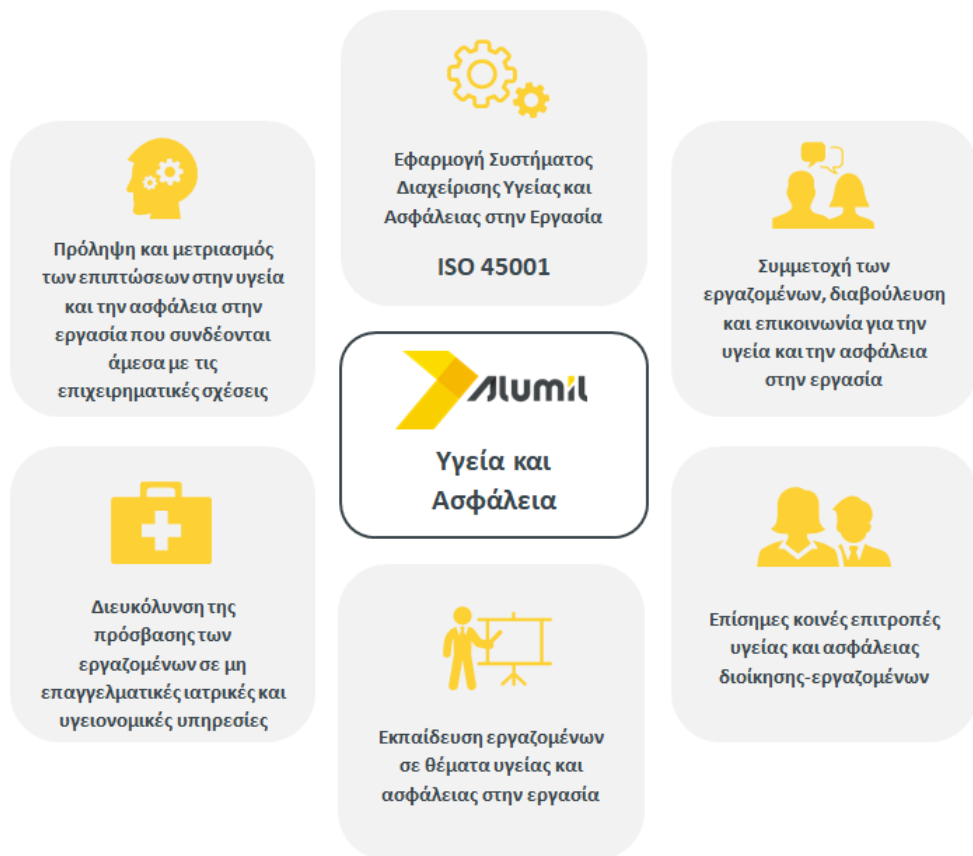 Εφαρμογή Συστήματος
Διαχείρισης Υγείας και
Ασφάλειας στην Εργασία
ISO 45001
Πρόληψη και μετριασμός
των επιπτώσεων στην υγεία
και την ασφάλεια στην
εργασία που συνδέονται
άμεσα με τις
επιχειρηματικές σχέσεις
Συμμετοχή των
εργαζομένων, διαβούλευση
και επικοινωνία για την
υγεία και την ασφάλεια
στην εργασία
Alumil
Υγεία και
Ασφάλεια
Διευκόλυνση της
πρόσβασης των
εργαζομένων σε μη
επαγγελματικές ιατρικές και
υγειονομικές υπηρεσίες
Επίσημες κοινές επιτροπές
υγείας και ασφάλειας
διοίκησης-εργαζομένων
Εκπαίδευση εργαζομένων
σε θέματα υγείας και
ασφάλειας στην εργασία